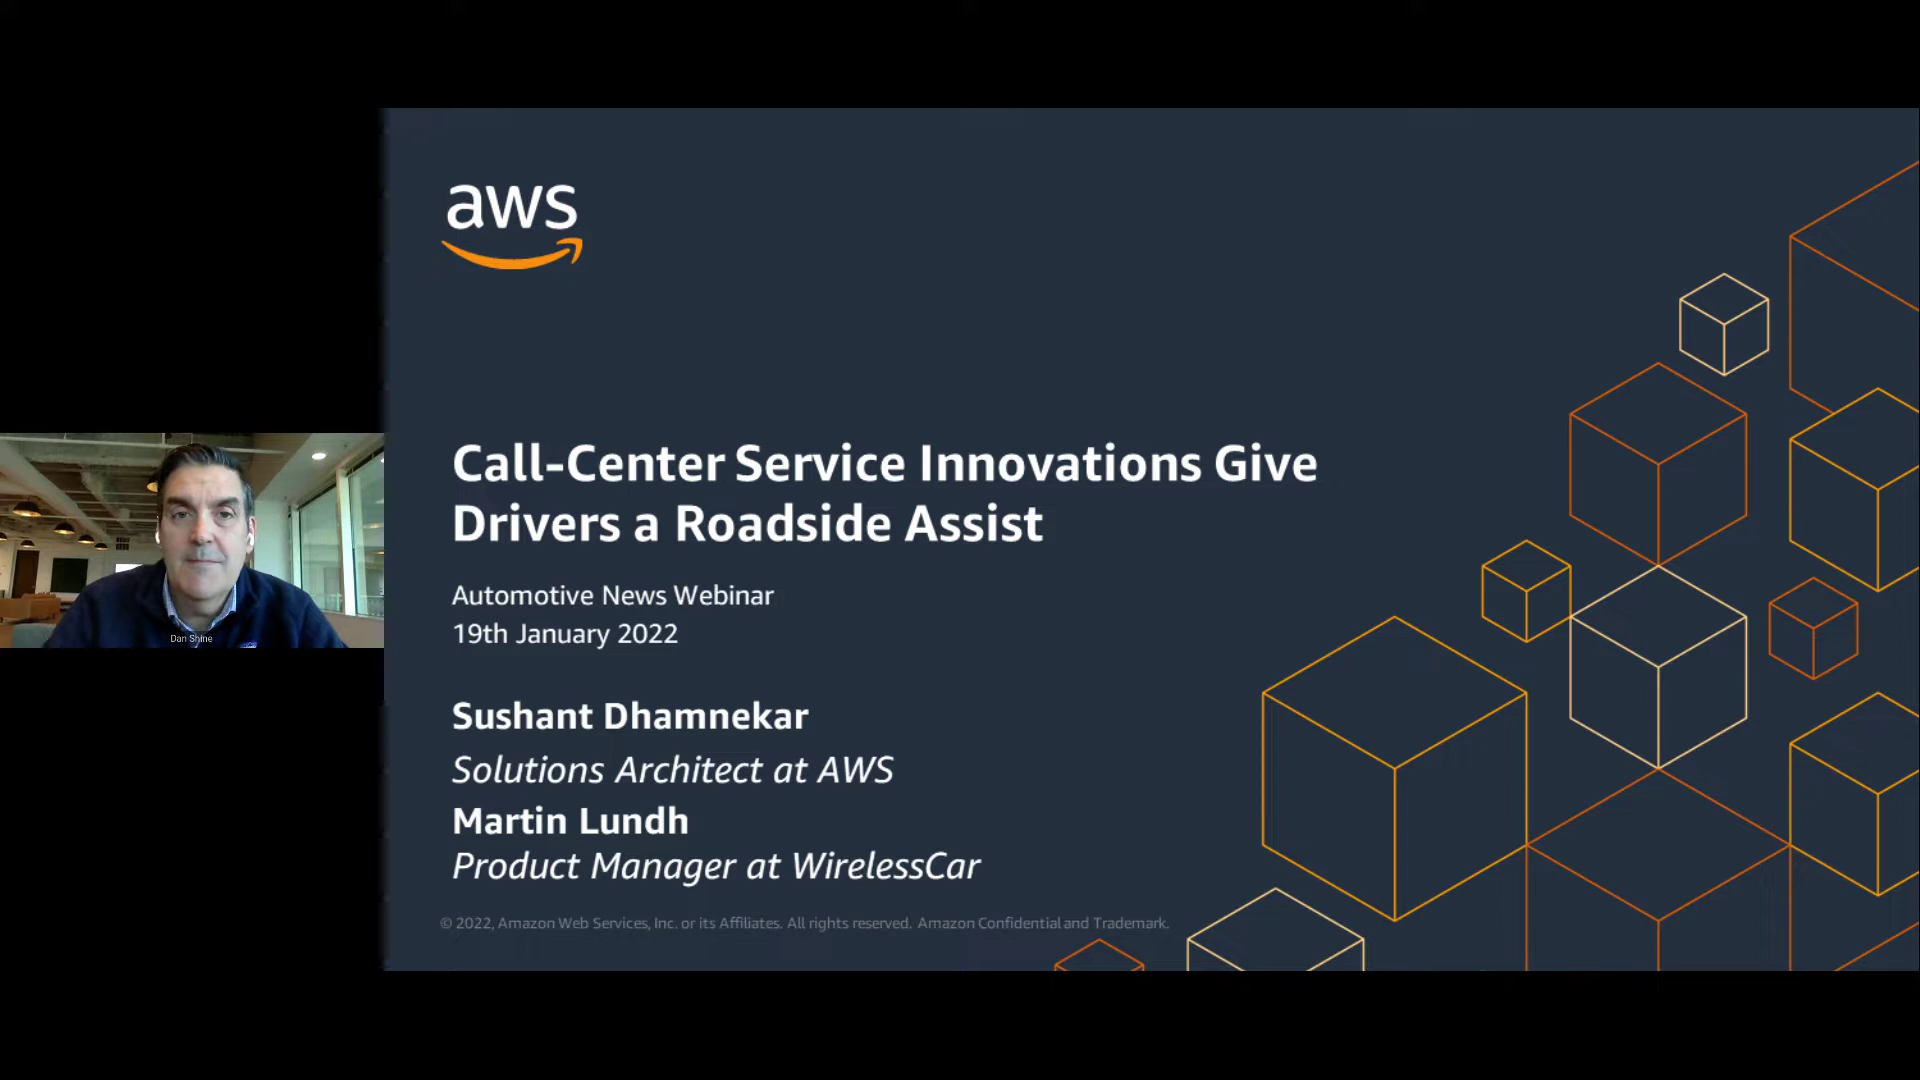 aws
Call-Center Service Innovations Give
Drivers a Roadside Assist
Automotive News Webinar
19th January 2022
Sushant Dhamnekar
Solutions Architect at AWS
Martin Lundh
Product Manager at WirelessCar
© 2022, Amazon Web Services, Inc. or its Affiliates. All rights reserved. Amazon Confidential and Trademark.
Dan Shine